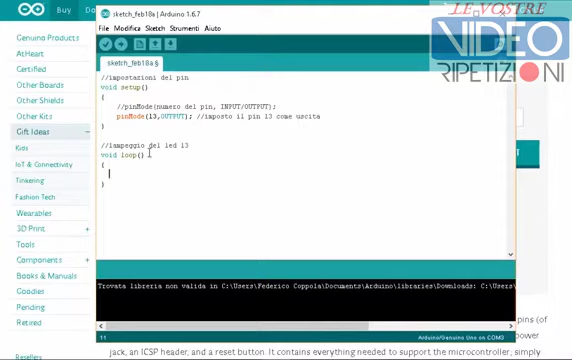 LE VOSTRE
VIDEO
RIPETIZIONI
Buy
Do
Genuino Products
AtHeart
Certified
Other Boards
Other Shields
Other Kits
Gift Ideas
Kids
IoT & Connectivity
Tinkering
Fashion Tech
Wearables
3D Print
Tools
Components
Books & Manuals
Goodies
Pending
Retired
Resellers
sketch_feb18a | Arduino 1.6.7
File Modifica Sketch Strumenti Aiuto
sketch_feb18a §
//impostazioni del pin
void setup()
{
//pinMode(numero del pin, INPUT/OUTPUT);
pinMode(13,OUTPUT); //imposto il pin 13 come uscita
}
//lampeggio del led 13
void loop()
{
}
Trovata libreria non valida in C:\Users\Federico Coppola\Documents\Arduino\libraries\Downloads: C:\Users\
11
Arduino/Genuino Uno on COM3
T
pins (of
power
jack, an ICSP header; and a reset button. It contains everything needed to support the microcontroller; simply